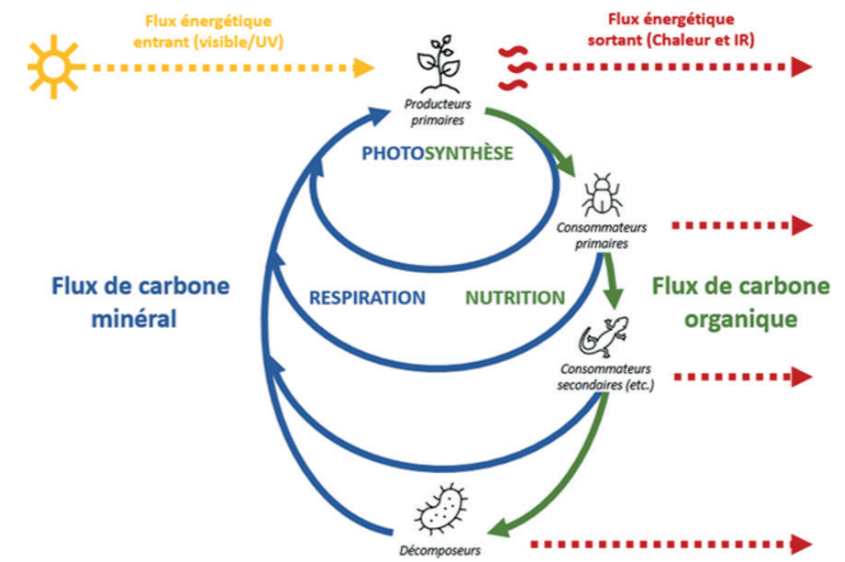 Flux énergétique
entrant (visible/UV)
Flux énergétique
sortant (Chaleur et IR)
Producteurs
primaires
PHOTOSYNTHÈSE
Consommateurs
primaires
Flux de carbone
minéral
RESPIRATION
NUTRITION
Flux de carbone
organique
Consommateurs
secondaires (etc.)
Décomposeurs